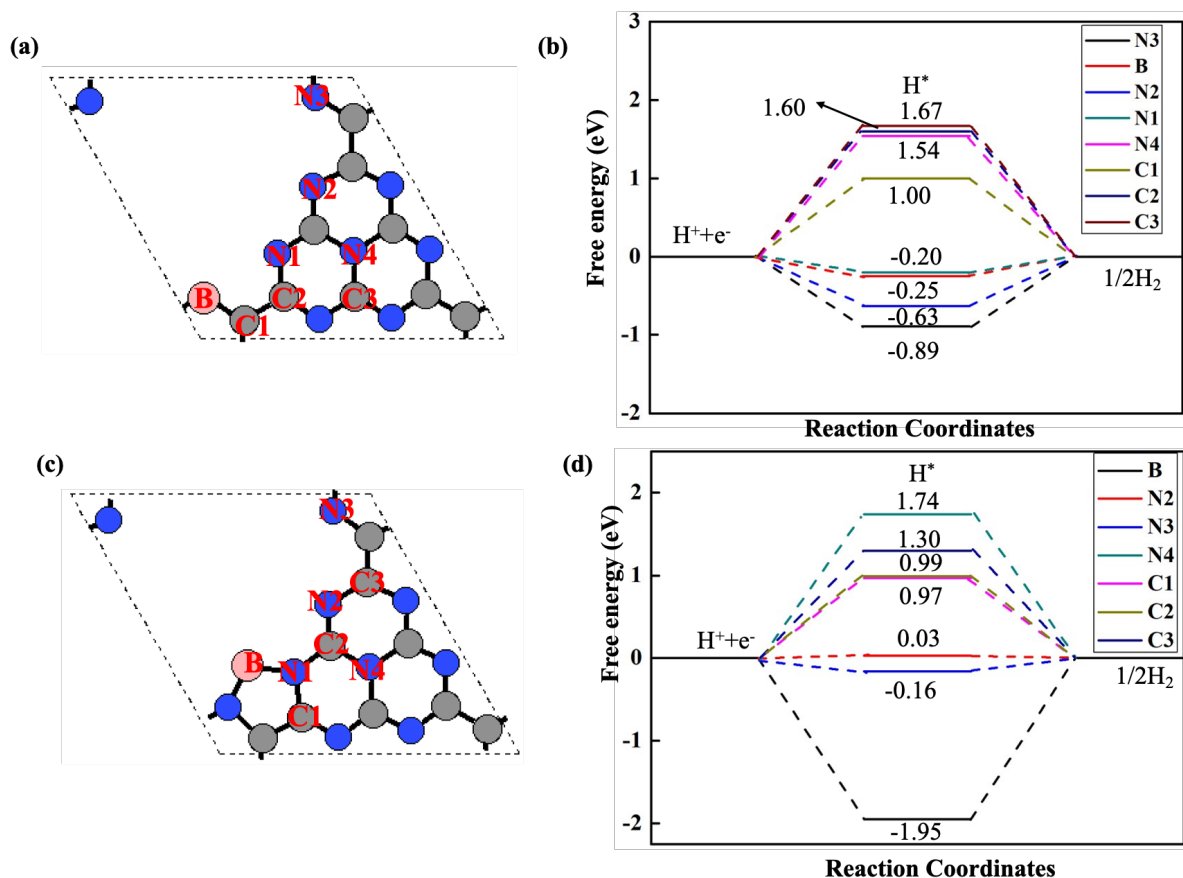 (a)
N3
N2
N1
N4
B
C2
C3
C1
(b)
Free energy (eV)
3
2
1
0
-1
-2
H*
1.67
1.60
1.54
1.00
H⁺+e⁻
-0.20
-0.25
-0.63
-0.89
1/2H₂
N3
B
N2
N1
N4
C1
C2
C3
Reaction Coordinates
(c)
N3
C3
N2
C2
B
N1
N4
C1
(d)
Free energy (eV)
2
1
0
-1
-2
H*
1.74
1.30
0.99
0.97
H⁺+e⁻
0.03
-0.16
-1.95
1/2H₂
B
N2
N3
N4
C1
C2
C3
Reaction Coordinates